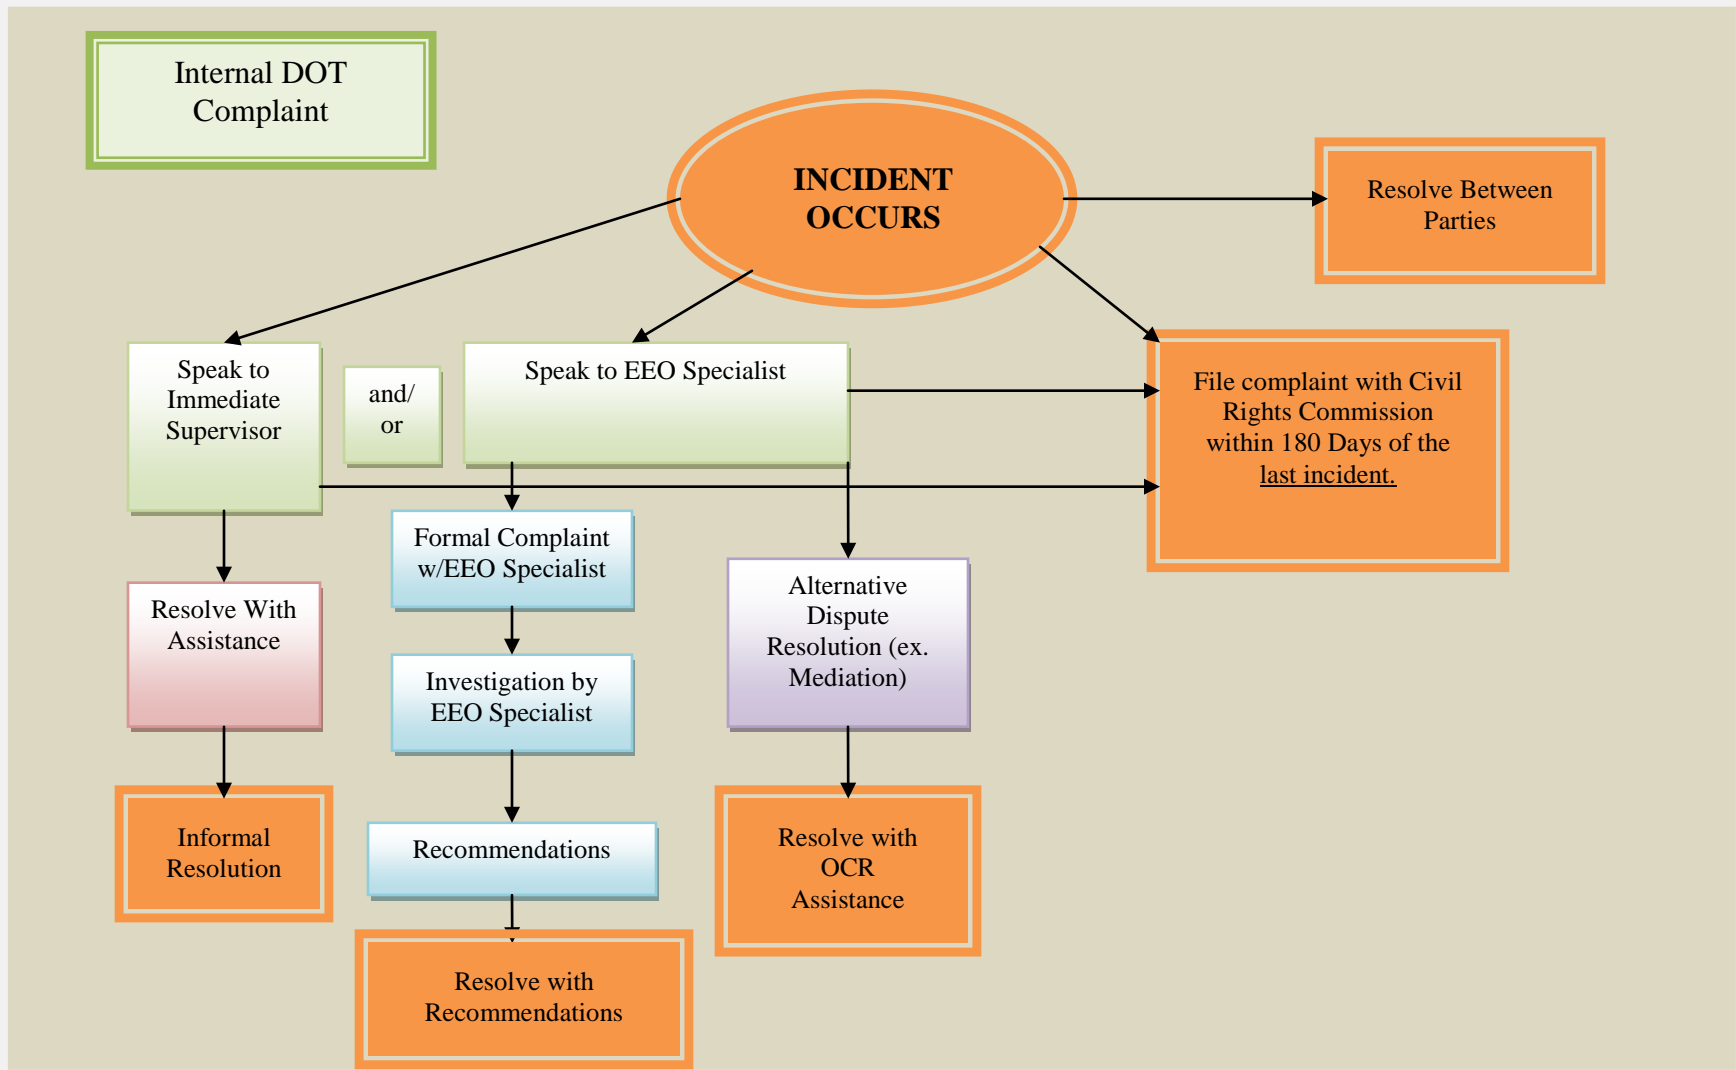 Internal DOT
Complaint
INCIDENT
OCCURS
Resolve Between
Parties
Speak to
Immediate
Supervisor
and/
or
Speak to EEO Specialist
File complaint with Civil
Rights Commission
within 180 Days of the
last incident.
Formal Complaint
w/EEO Specialist
Alternative
Dispute
Resolution (ex.
Mediation)
Resolve With
Assistance
Investigation by
EEO Specialist
Informal
Resolution
Recommendations
Resolve with
OCR
Assistance
Resolve with
Recommendations